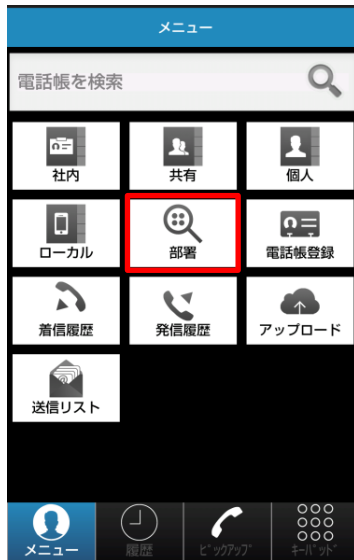 メニュー
電話帳を検索
社内
共有
個人
ローカル
部署
電話帳登録
着信履歴
発信履歴
アップロード
送信リスト
メニュー
履歴
ﾋﾟｯｸｱｯﾌﾟ
ｷｰﾊﾟｯﾄﾞ